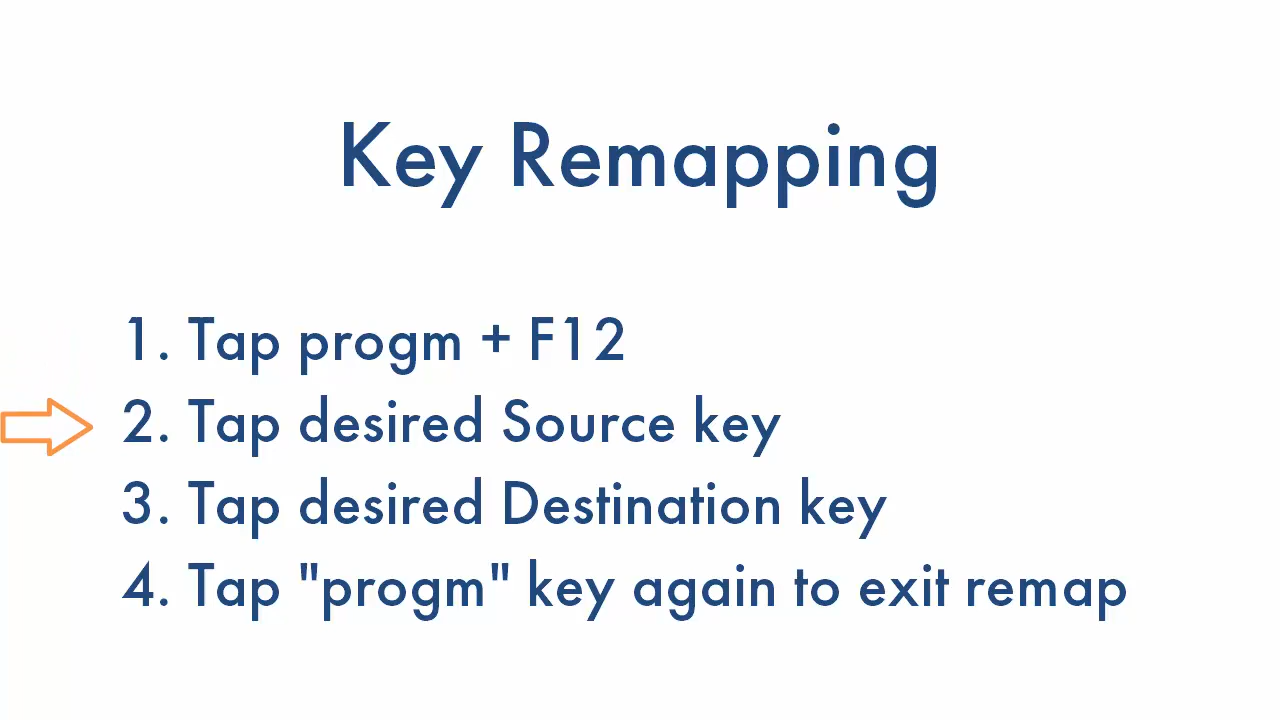 Key Remapping
1. Tap progm + F12
2. Tap desired Source key
3. Tap desired Destination key
4. Tap "progm" key again to exit remap